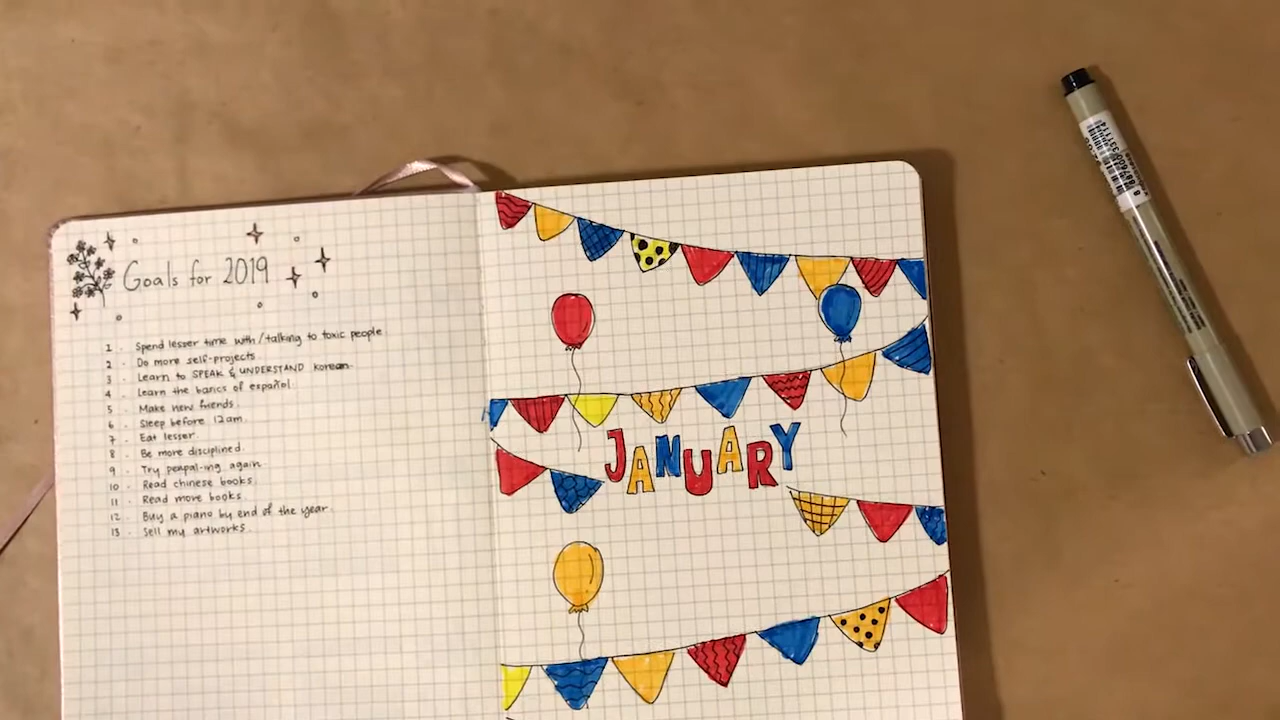 Goals for 2019
1. Spend lesser time with/talking to toxic people
2. Do more self-projects
3. Learn to SPEAK & UNDERSTAND korean.
4. Learn the basics of español.
5. Make new friends.
6. Sleep before 12am.
7. Eat lesser.
8. Be more disciplined.
9. Try penpal-ing again.
10. Read chinese books.
11. Read more books.
12. Buy a piano by end of the year.
13. Sell my artworks.
JANUARY